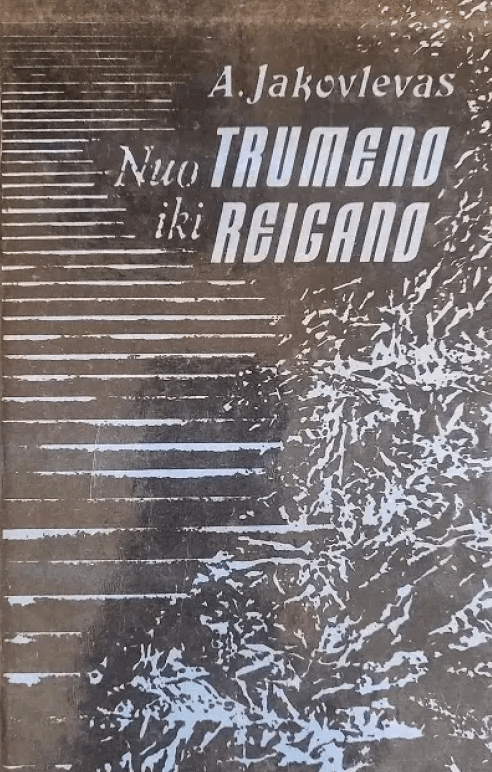 A. Jakovlevas
Nuo TRUMENO
iki REIGANO